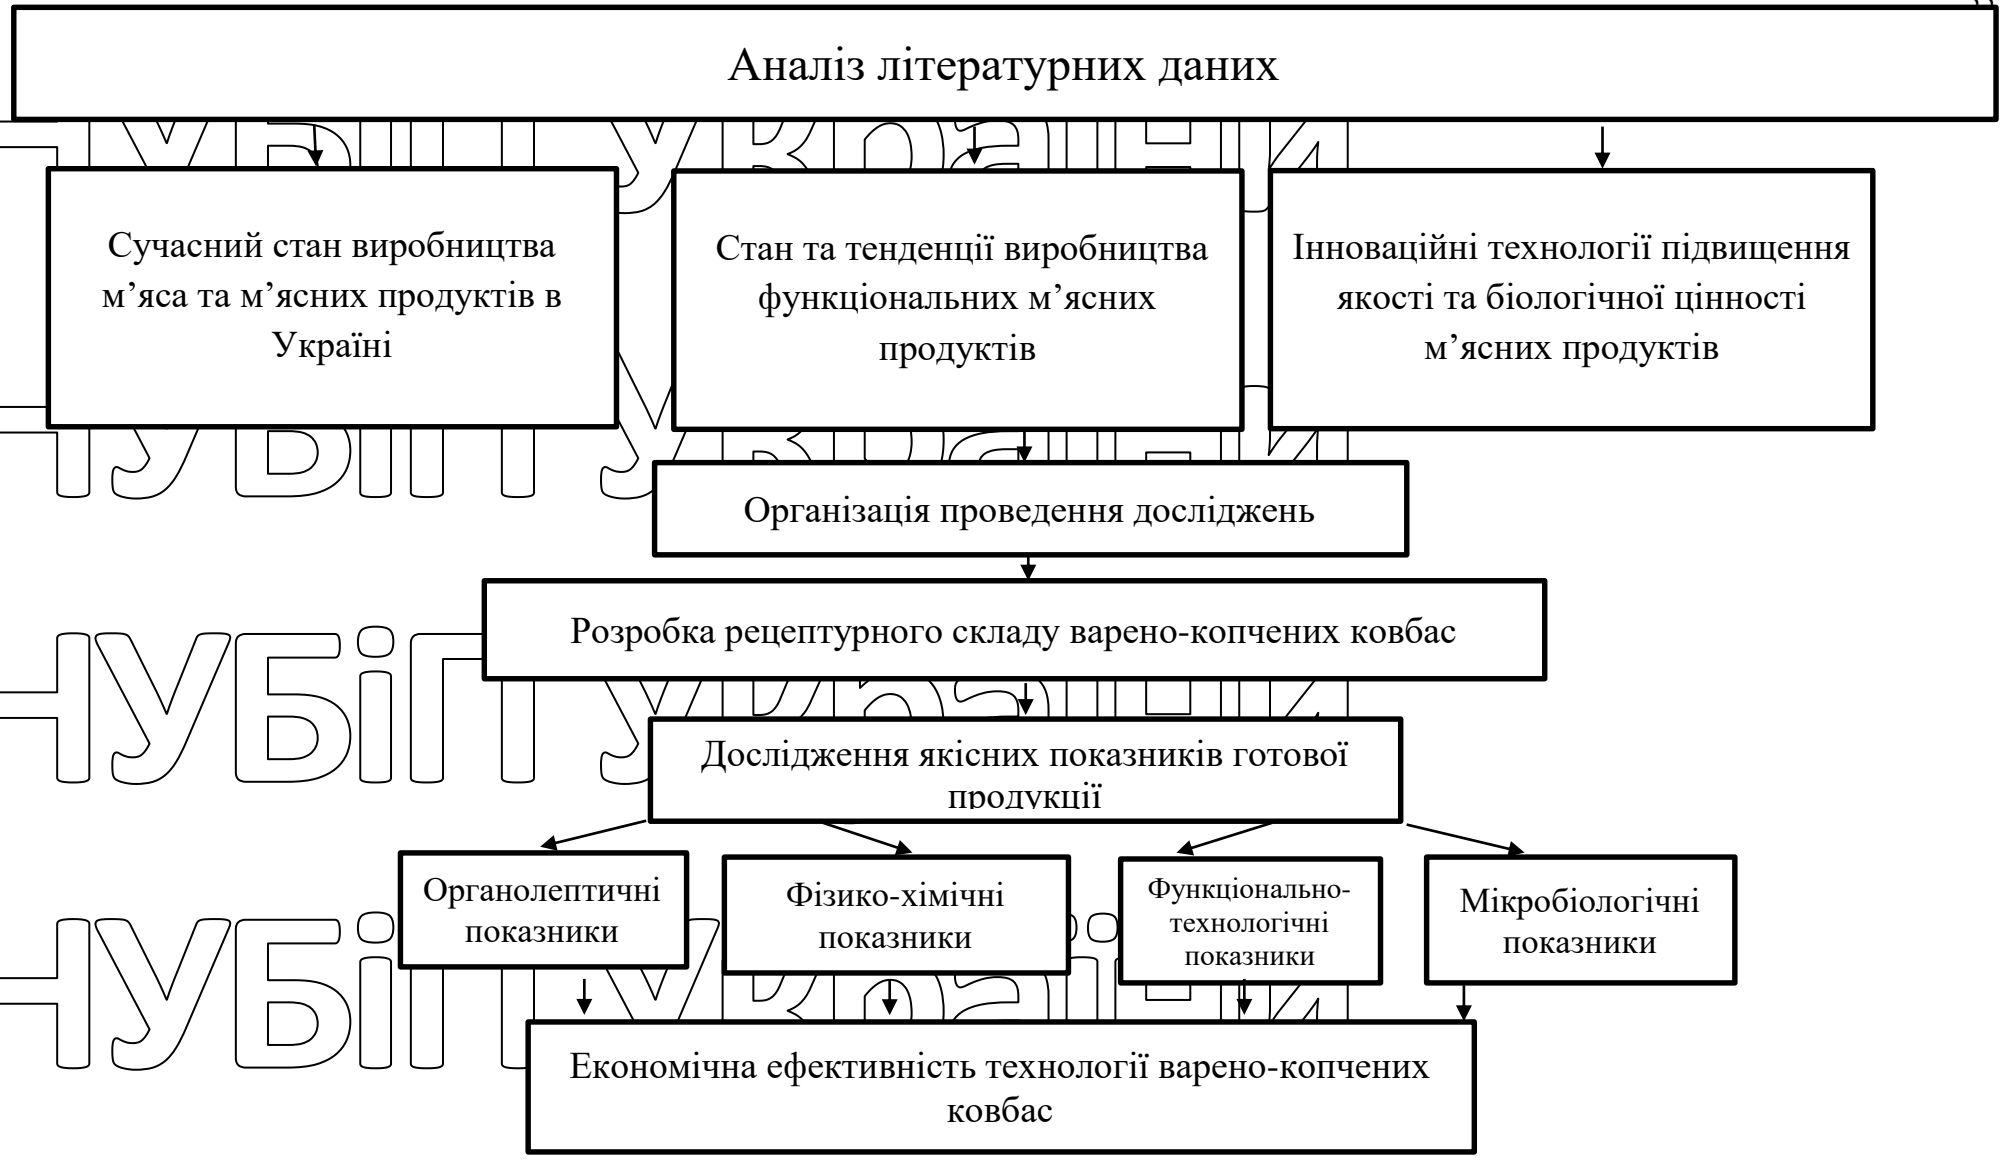 Аналіз літературних даних
Сучасний стан виробництва
м’яса та м’ясних продуктів в
Україні
Стан та тенденції виробництва
функціональних м’ясних
продуктів
Інноваційні технології підвищення
якості та біологічної цінності
м’ясних продуктів
Організація проведення досліджень
Розробка рецептурного складу варено-копчених ковбас
Дослідження якісних показників готової
продукції
Органолептичні
показники
Фізико-хімічні
показники
Функціонально-
технологічні
показники
Мікробіологічні
показники
Економічна ефективність технології варено-копчених
ковбас